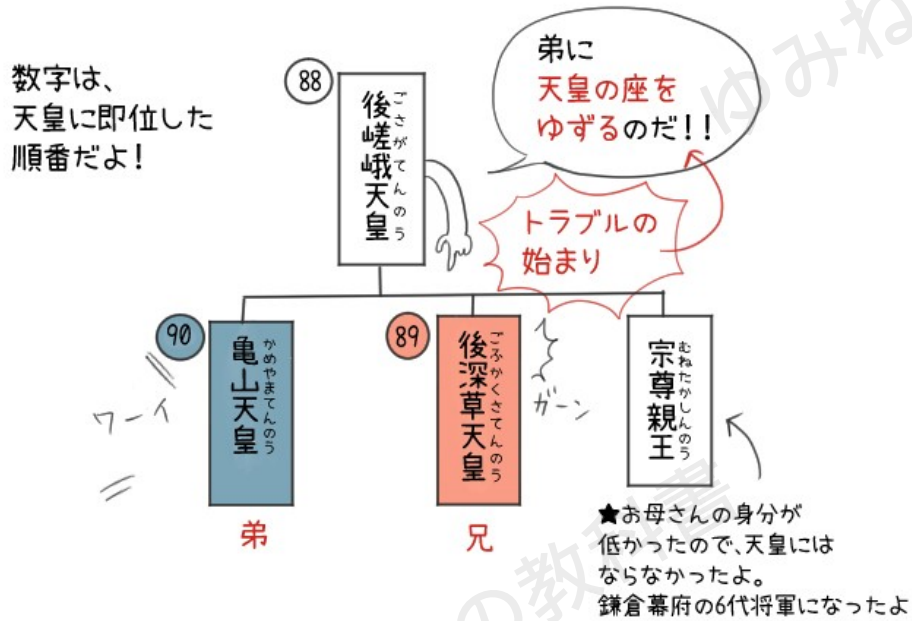 数字は、
天皇に即位した
順番だよ！
88
後嵯峨天皇
ごさがてんのう
弟に
天皇の座を
ゆずるのだ！！
トラブルの
始まり
90
亀山天皇
かめやまてんのう
ワーイ
弟
89
後深草天皇
ごふかくさてんのう
ガーン
兄
宗尊親王
むねたかしんのう
★お母さんの身分が
低かったので、天皇には
ならなかったよ。
鎌倉幕府の6代将軍になったよ
ゆみね
の教科書